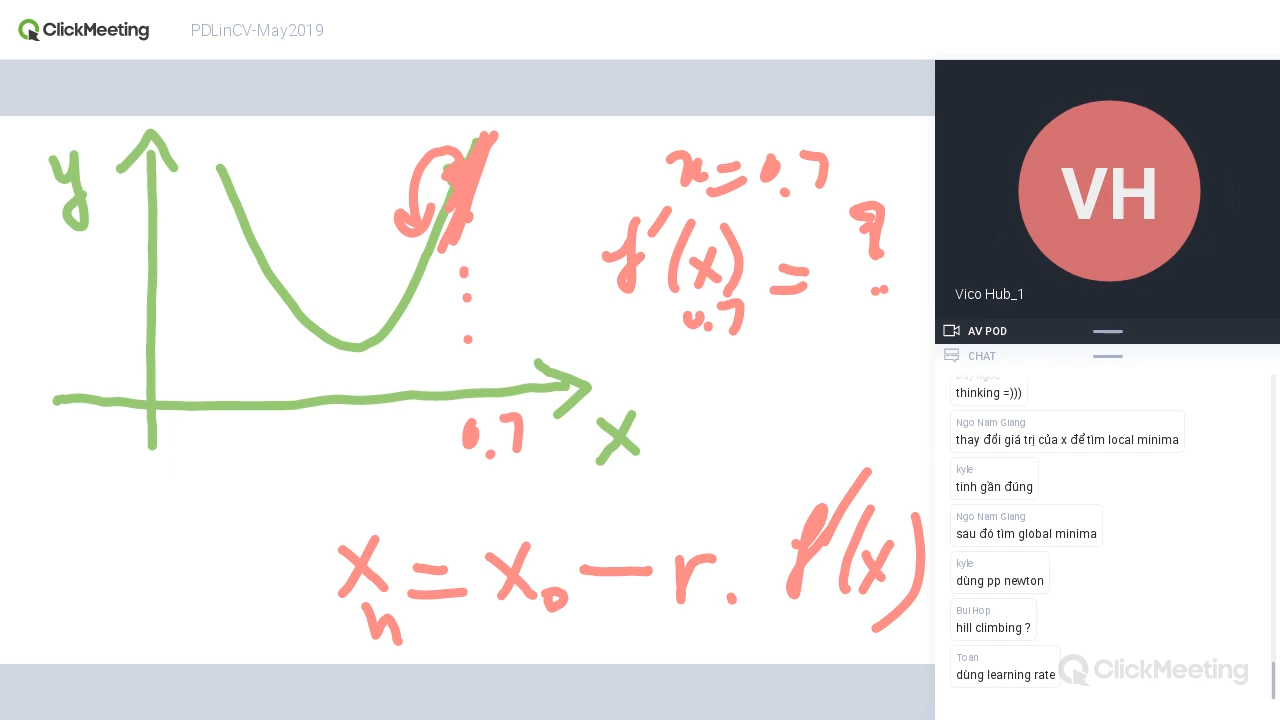 ClickMeeting PDLinCV-May2019
y
x = 0.7
f'(x) = ?
0.7
0.7
x
xn = x0 - r. f'(x)
VH
Vico Hub_1
AV POD
CHAT
thinking =)))
Ngo Nam Giang
thay đổi giá trị của x để tìm local minima
kyle
tinh gần đúng
Ngo Nam Giang
sau đó tìm global minima
kyle
dùng pp newton
Bui Hop
hill climbing ?
Toan
dùng learning rate
ClickMeeting